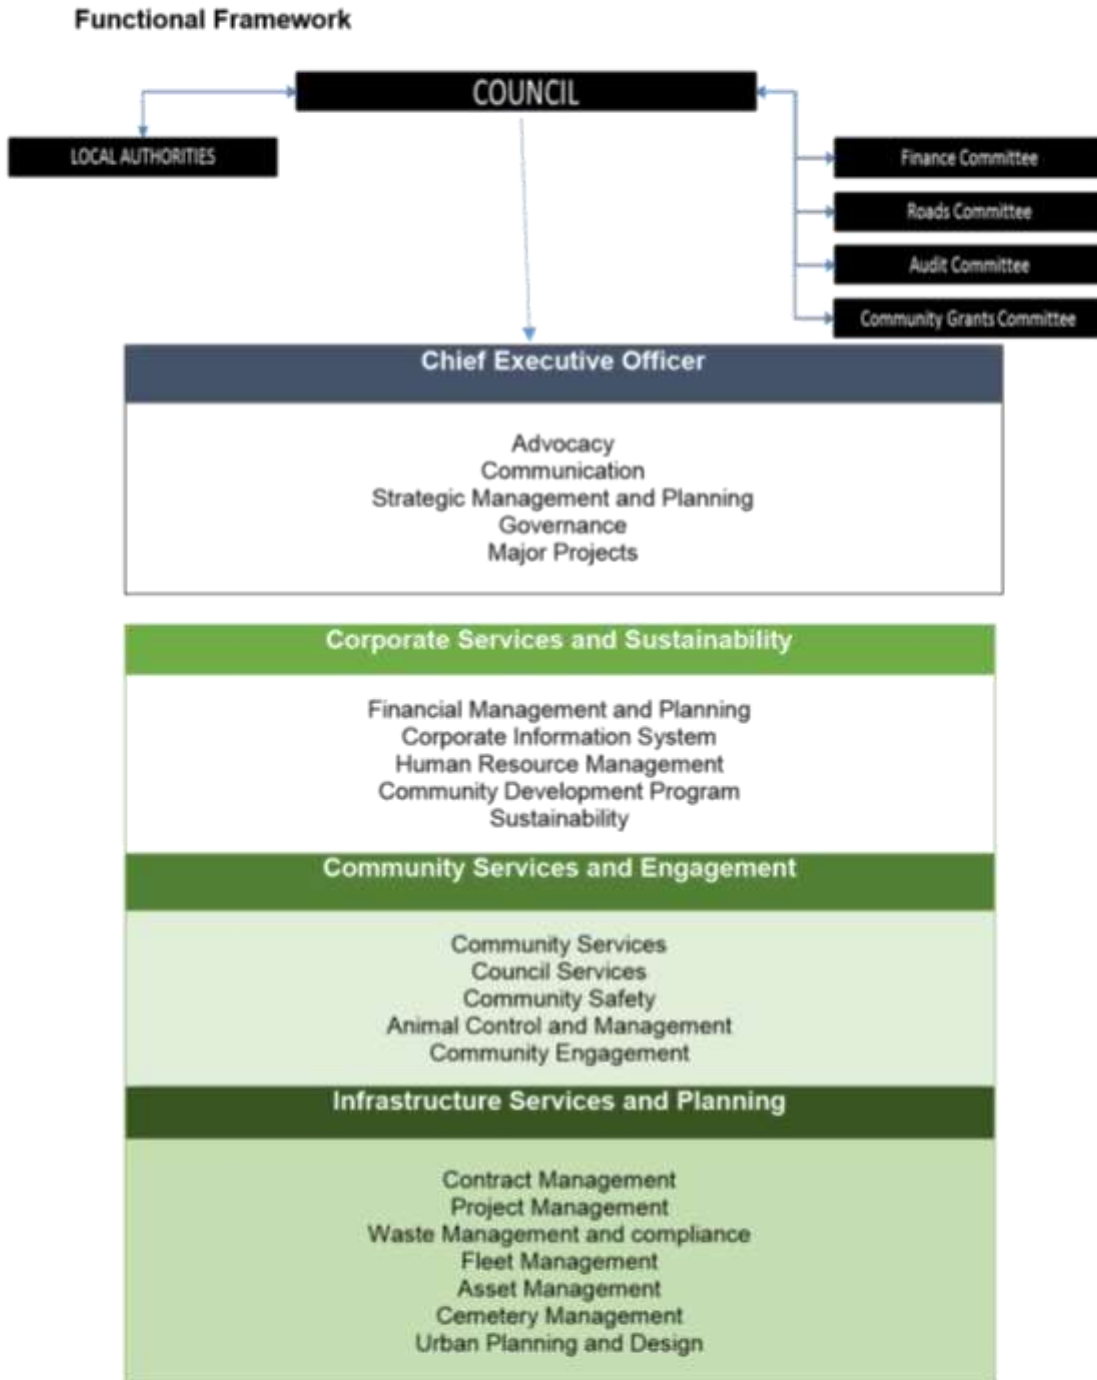 Functional Framework
COUNCIL
LOCAL AUTHORITIES
Finance Committee
Roads Committee
Audit Committee
Community Grants Committee
Chief Executive Officer
Advocacy
Communication
Strategic Management and Planning
Governance
Major Projects
Corporate Services and Sustainability
Financial Management and Planning
Corporate Information System
Human Resource Management
Community Development Program
Sustainability
Community Services and Engagement
Community Services
Council Services
Community Safety
Animal Control and Management
Community Engagement
Infrastructure Services and Planning
Contract Management
Project Management
Waste Management and compliance
Fleet Management
Asset Management
Cemetery Management
Urban Planning and Design